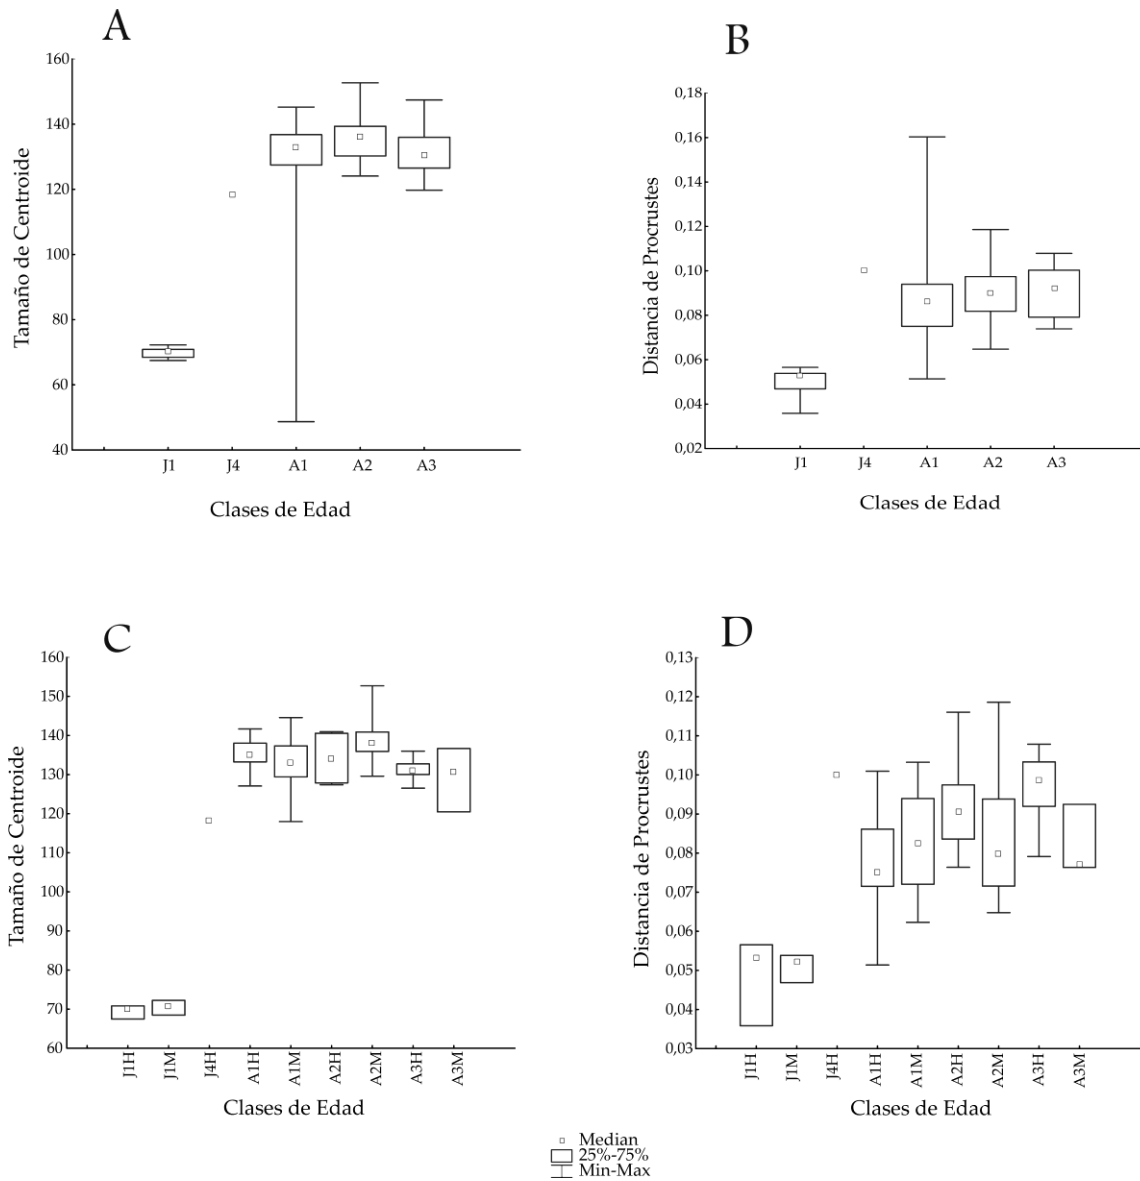 A
160
140
120
100
80
60
40
Tamaño de Centroide
J1 J4 A1 A2 A3
Clases de Edad
B
0,18
0,16
0,14
0,12
0,10
0,08
0,06
0,04
0,02
Distancia de Procrustes
J1 J4 A1 A2 A3
Clases de Edad
C
160
150
140
130
120
110
100
90
80
70
60
Tamaño de Centroide
J1H J1M J4H A1H A1M A2H A2M A3H A3M
Clases de Edad
D
0,13
0,12
0,11
0,10
0,09
0,08
0,07
0,06
0,05
0,04
0,03
Distancia de Procrustes
J1H J1M J4H A1H A1M A2H A2M A3H A3M
Clases de Edad
Median
25%-75%
Min-Max